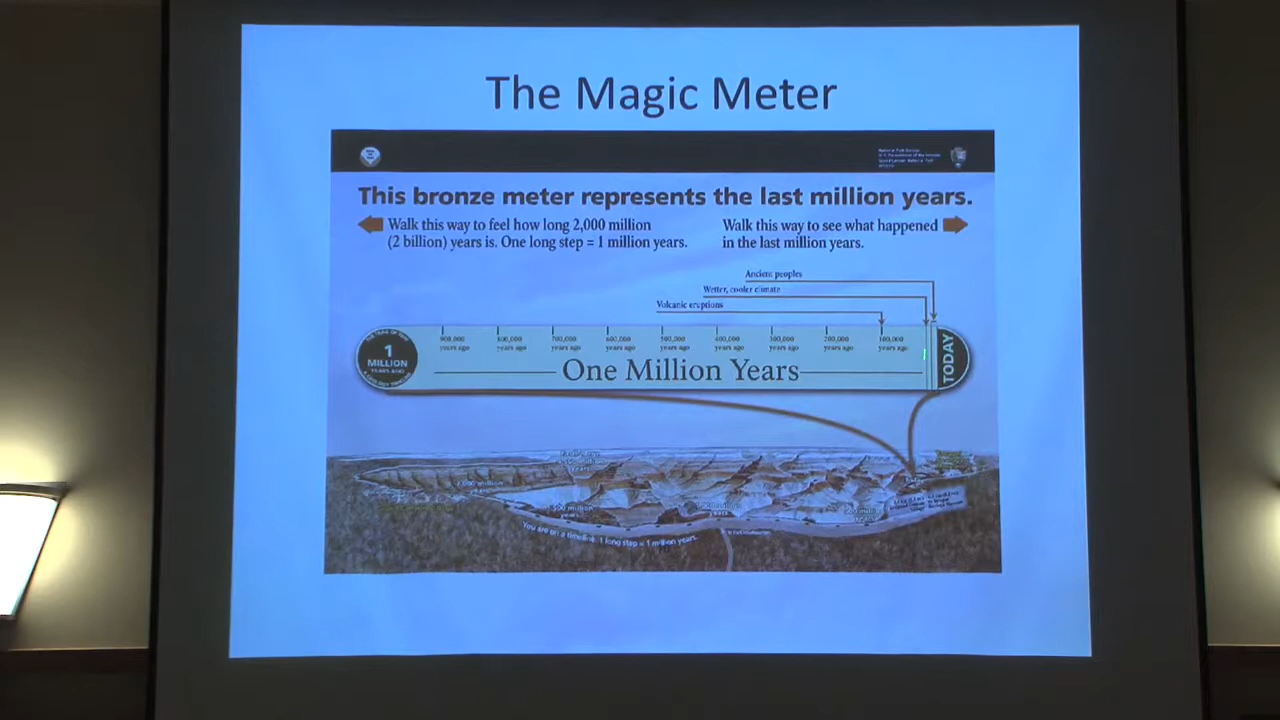 The Magic Meter
National Park Service
This bronze meter represents the last million years.
Walk this way to feel how long 2,000 million
(2 billion) years is. One long step = 1 million years.
Walk this way to see what happened
in the last million years.
Ancient peoples
Wetter, cooler climate
Volcanic eruptions
1
MILLION
YEARS AGO
900,000
years ago
800,000
years ago
700,000
years ago
600,000
years ago
500,000
years ago
400,000
years ago
200,000
years ago
100,000
years ago
TODAY
One Million Years
You are on a timeline. 1 long step = 1 million years.